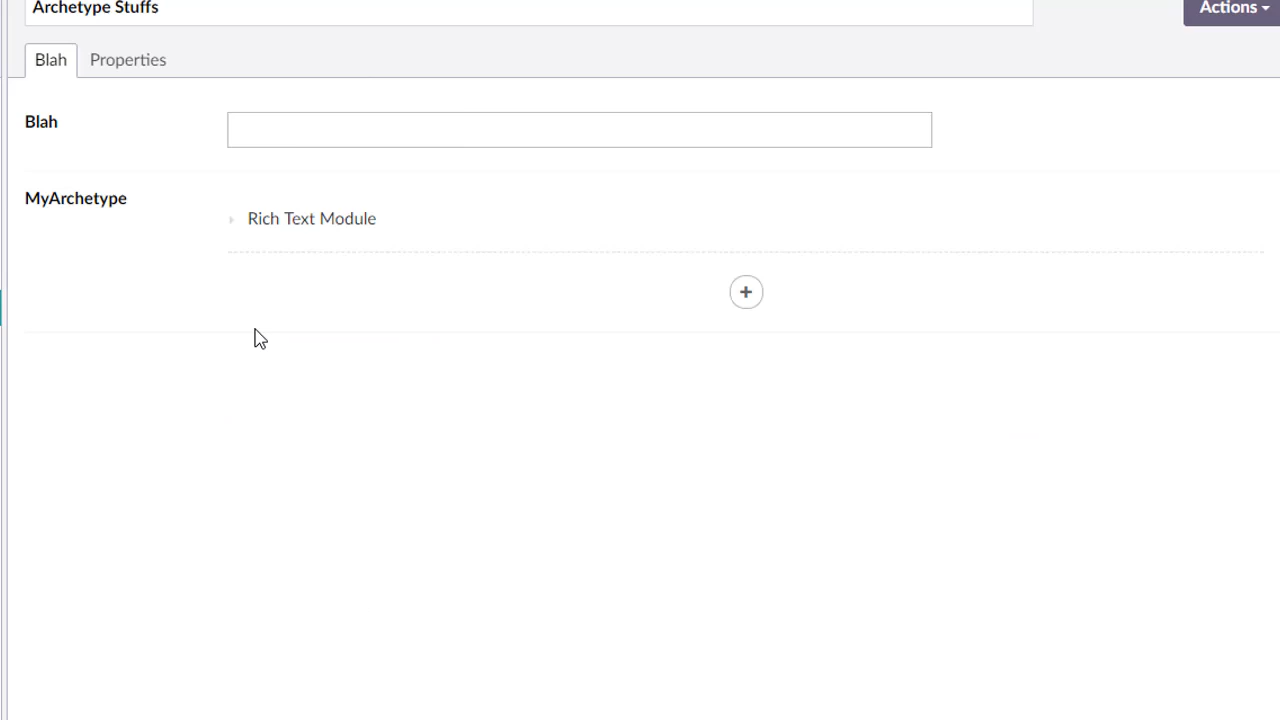 Archetype Stuffs
Actions
Blah
Properties
Blah
MyArchetype
Rich Text Module